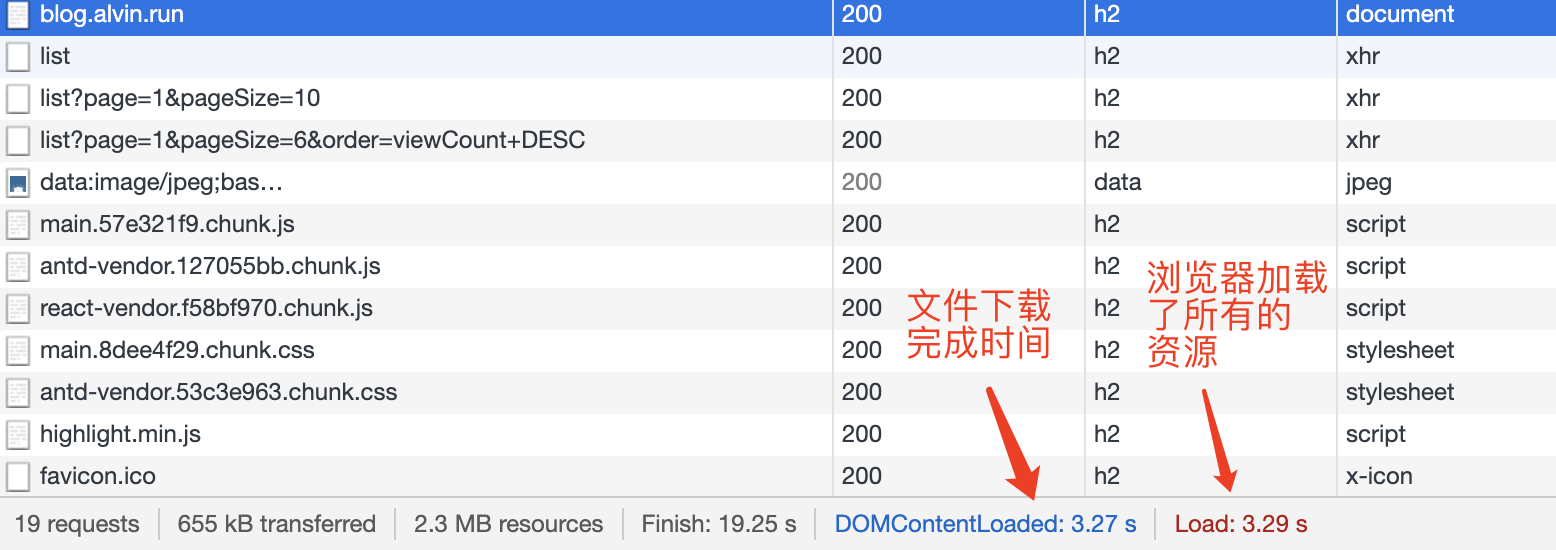 blog.alvin.run 200 h2 document
list 200 h2 xhr
list?page=1&pageSize=10 200 h2 xhr
list?page=1&pageSize=6&order=viewCount+DESC 200 h2 xhr
data:image/jpeg;bas… 200 data jpeg
main.57e321f9.chunk.js 200 h2 script
antd-vendor.127055bb.chunk.js 200 h2 script
react-vendor.f58bf970.chunk.js 200 h2 script
main.8dee4f29.chunk.css 200 h2 stylesheet
antd-vendor.53c3e963.chunk.css 200 h2 stylesheet
highlight.min.js 200 h2 script
favicon.ico 200 h2 x-icon
文件下载
完成时间
浏览器加载
了所有的
资源
19 requests 655 kB transferred 2.3 MB resources Finish: 19.25 s DOMContentLoaded: 3.27 s Load: 3.29 s